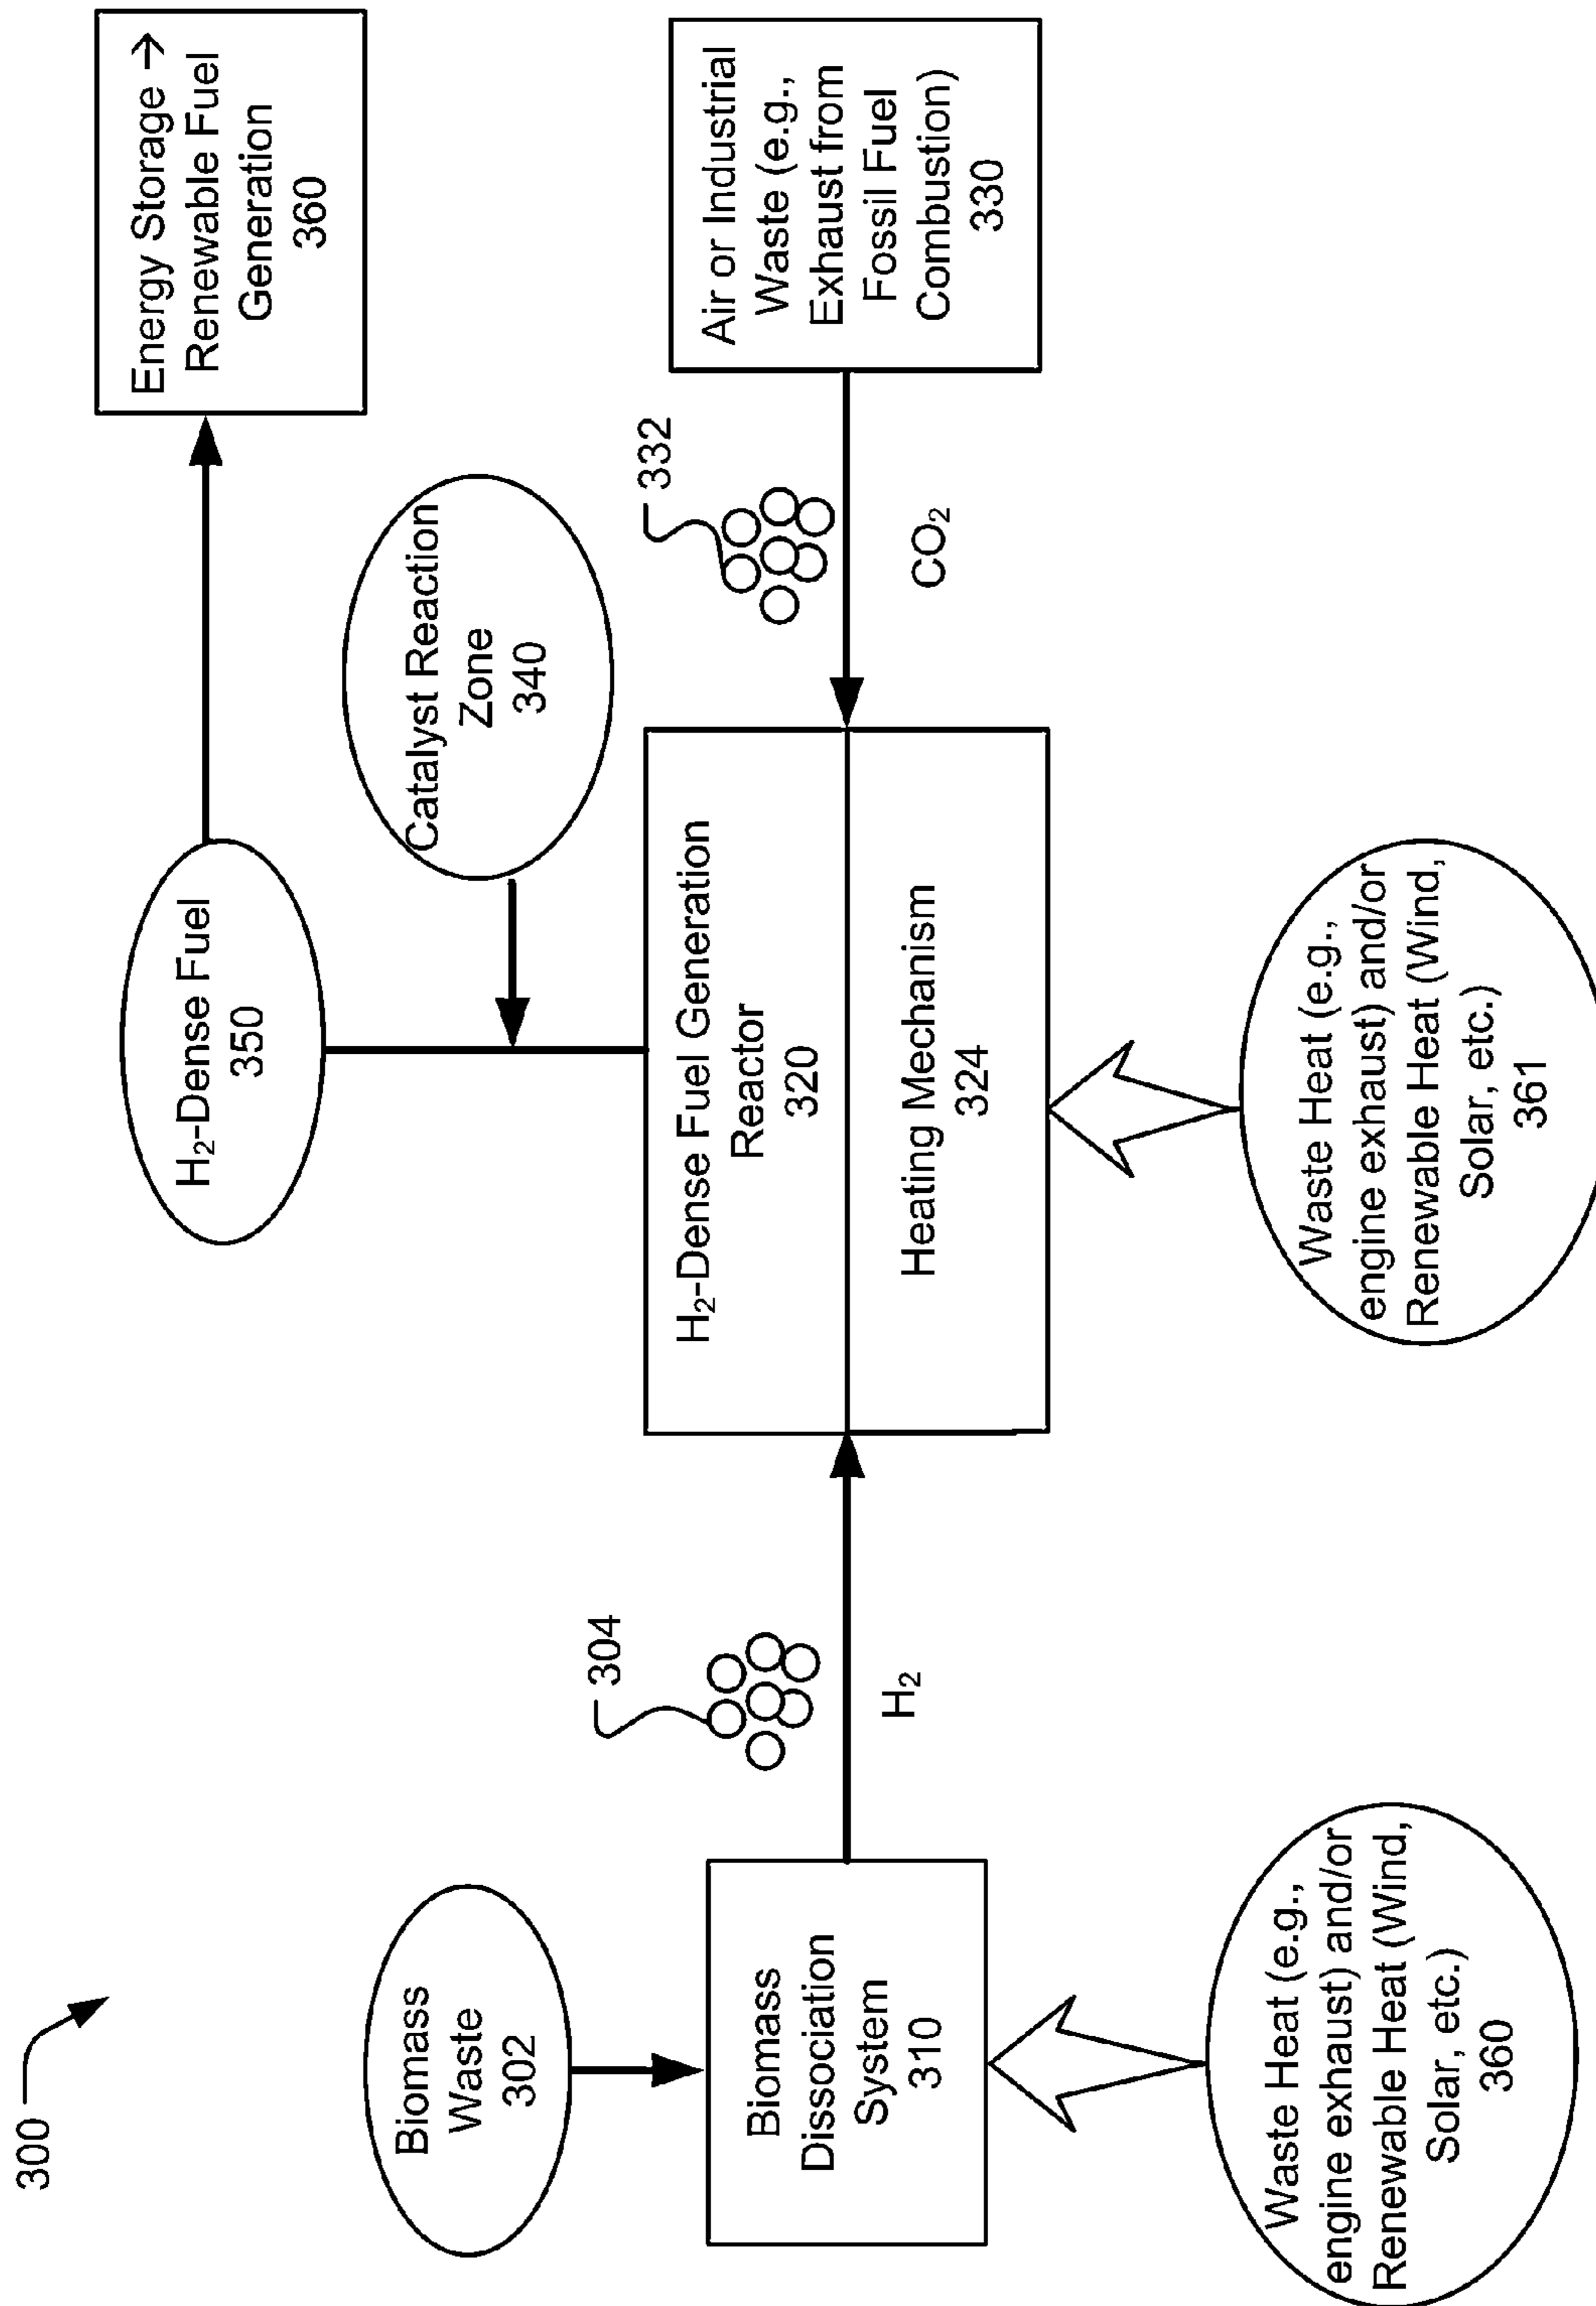 300
Biomass
Waste
302
Biomass
Dissociation
System
310
Waste Heat (e.g.,
engine exhaust) and/or
Renewable Heat (Wind,
Solar, etc.)
360
304
H₂
H₂-Dense Fuel
350
H₂-Dense Fuel Generation
Reactor
320
Heating Mechanism
324
Waste Heat (e.g.,
engine exhaust) and/or
Renewable Heat (Wind,
Solar, etc.)
361
Catalyst Reaction
Zone
340
332
CO₂
Energy Storage →
Renewable Fuel
Generation
360
Air or Industrial
Waste (e.g.,
Exhaust from
Fossil Fuel
Combustion)
330